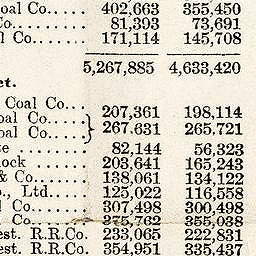 oal Co..... 402,663 355,450
Co....... 81,393 73,691
l Co..... 171,114 145,708
5,267,885 4,633,420
et.
Coal Co... 207,361 198,114
oal Co....
oal Co.... } 267,631 265,721
te ....... 82,144 56,323
lock ..... 203,641 165,243
& Co...... 138,061 134,122
o., Ltd.... 125,022 116,558
l Co..... 307,498 300,498
Co..... 375,762 355,038
est. R.R.Co. 233,065 222,831
est. R.R.Co. 354,951 335,437